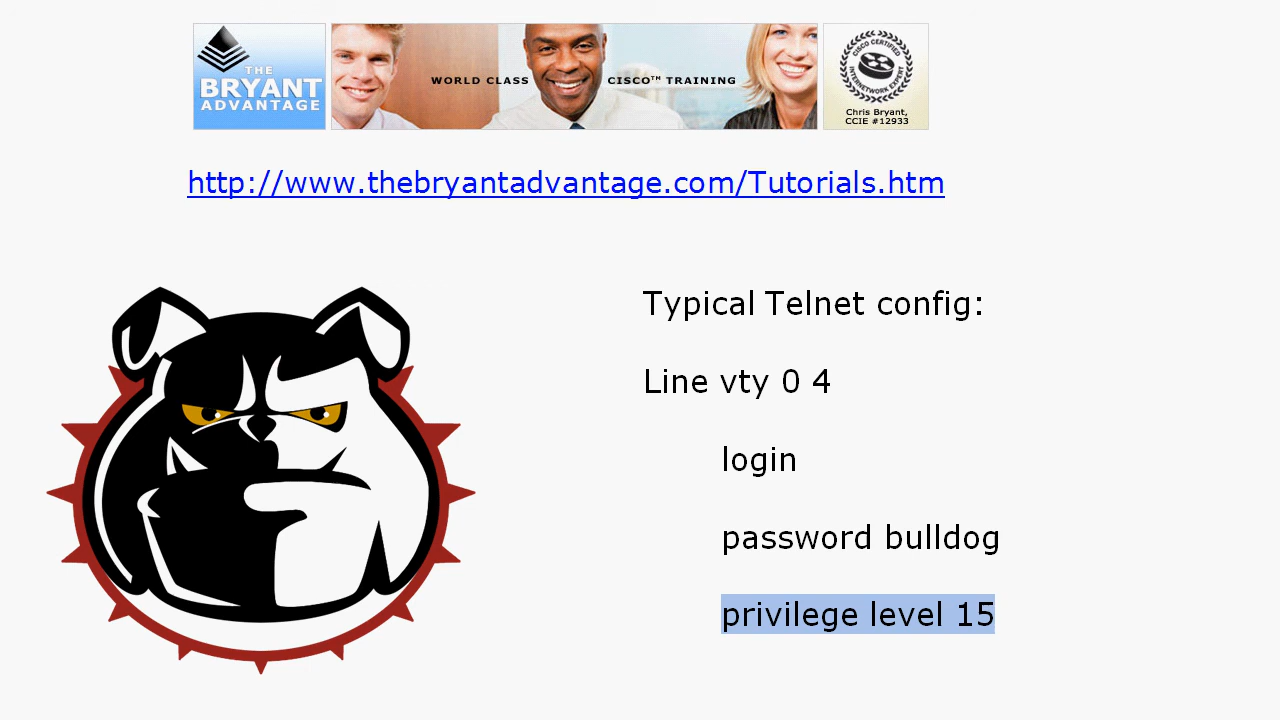 THE
BRYANT
ADVANTAGE
WORLD CLASS CISCO™ TRAINING
CISCO CERTIFIED
INTERNETWORK EXPERT
Chris Bryant,
CCIE #12933
http://www.thebryantadvantage.com/Tutorials.htm
Typical Telnet config:
Line vty 0 4
login
password bulldog
privilege level 15